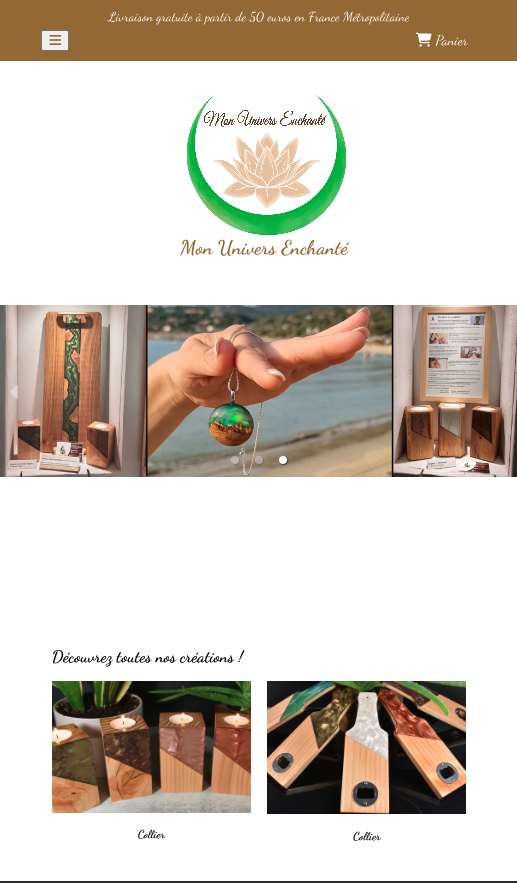 Livraison gratuite à partir de 50 euros en France Métropolitaine
Panier
Mon Univers Enchanté
Mon Univers Enchanté
Découvrez toutes nos créations !
Collier
Collier